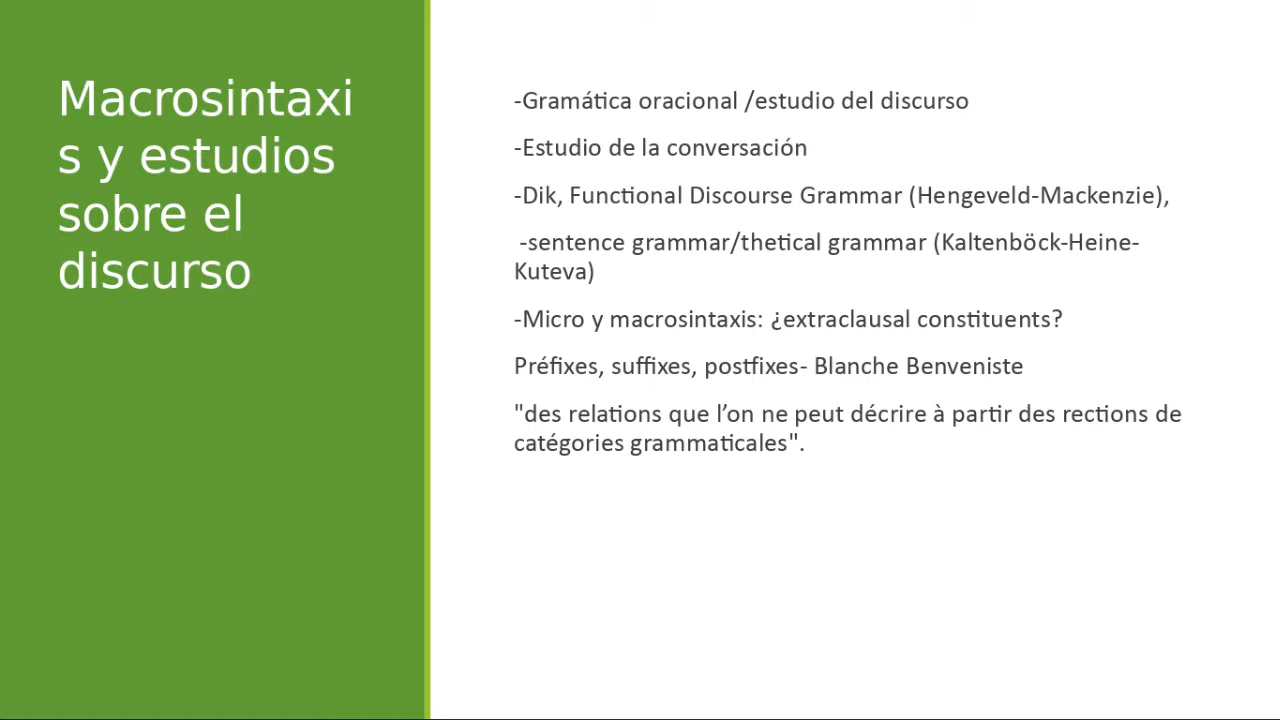 Macrosintaxi
s y estudios
sobre el
discurso
-Gramática oracional /estudio del discurso
-Estudio de la conversación
-Dik, Functional Discourse Grammar (Hengeveld-Mackenzie),
-sentence grammar/thetical grammar (Kaltenböck-Heine-
Kuteva)
-Micro y macrosintaxis: ¿extraclausal constituents?
Préfixes, suffixes, postfixes- Blanche Benveniste
"des relations que l’on ne peut décrire à partir des rections de
catégories grammaticales".